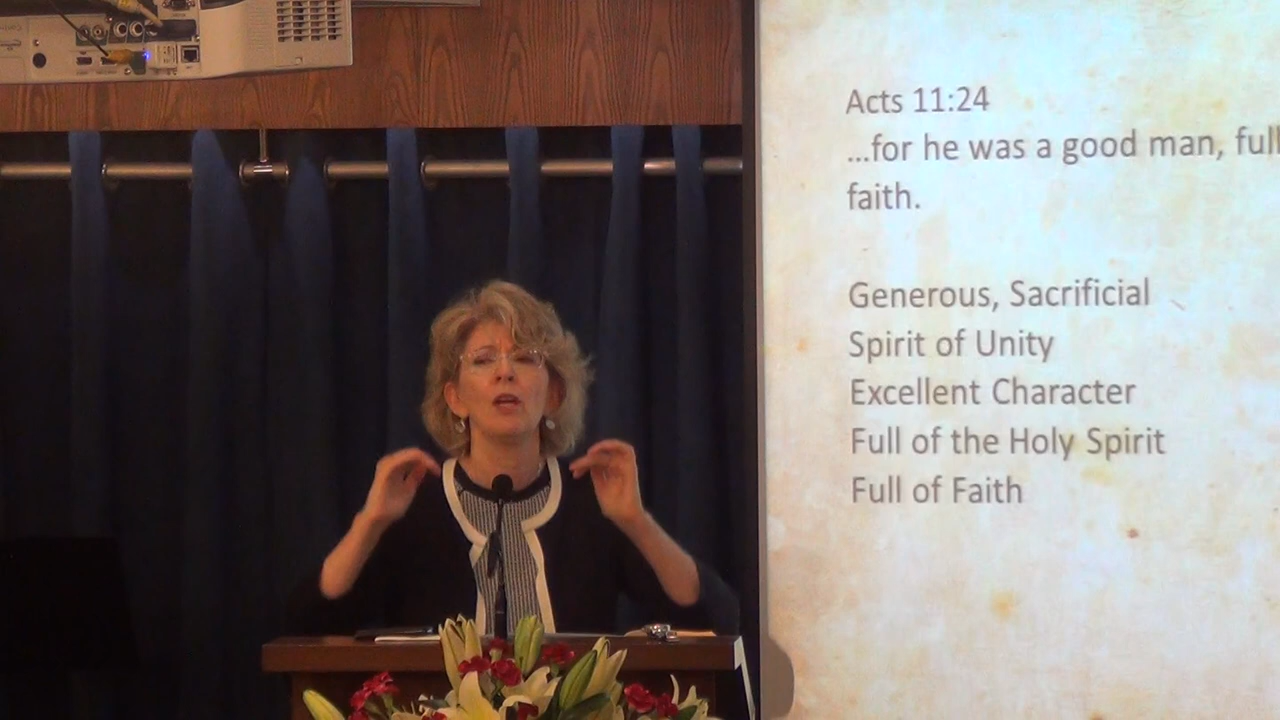 Acts 11:24
...for he was a good man, full
faith.
Generous, Sacrificial
Spirit of Unity
Excellent Character
Full of the Holy Spirit
Full of Faith